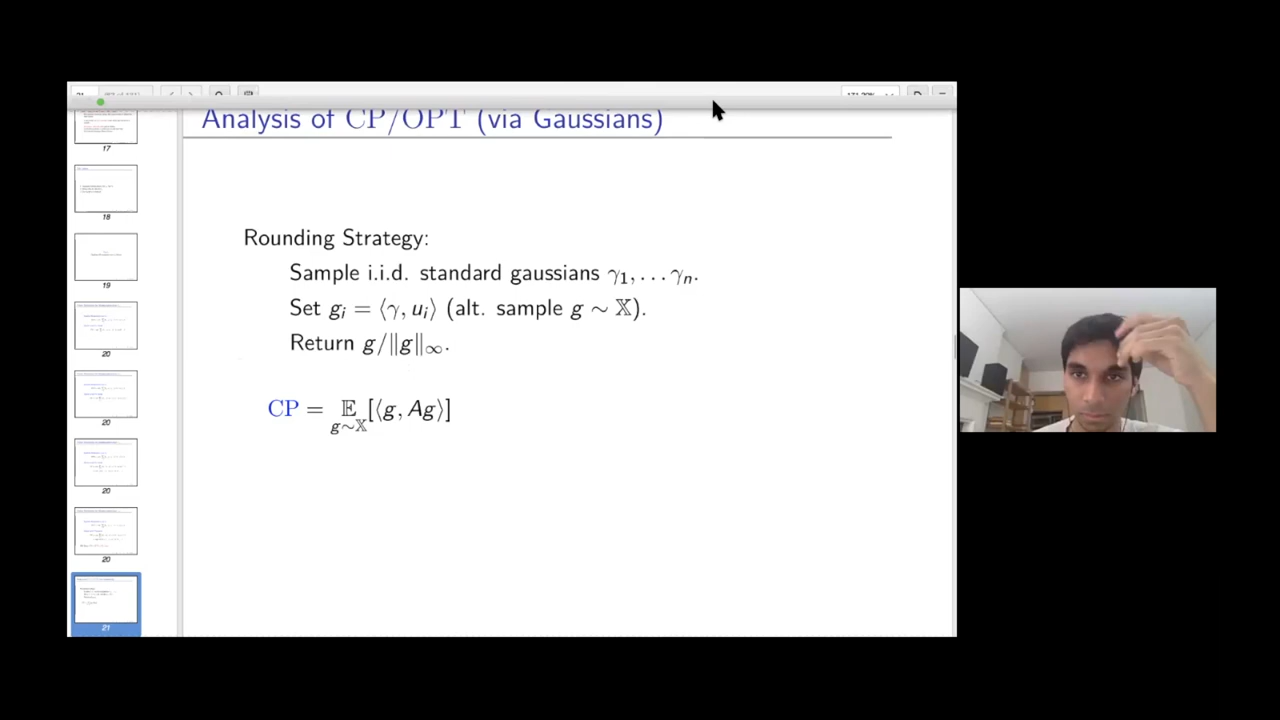 Analysis of CP/OPT (via Gaussians)
Rounding Strategy:
Sample i.i.d. standard gaussians γ₁, … γₙ.
Set gᵢ = ⟨γ, uᵢ⟩ (alt. sample g ∼ 𝕏).
Return g/‖g‖∞.
CP = 𝔼 [⟨g, Ag⟩]
g∼𝕏
17
18
19
20
20
20
20
21